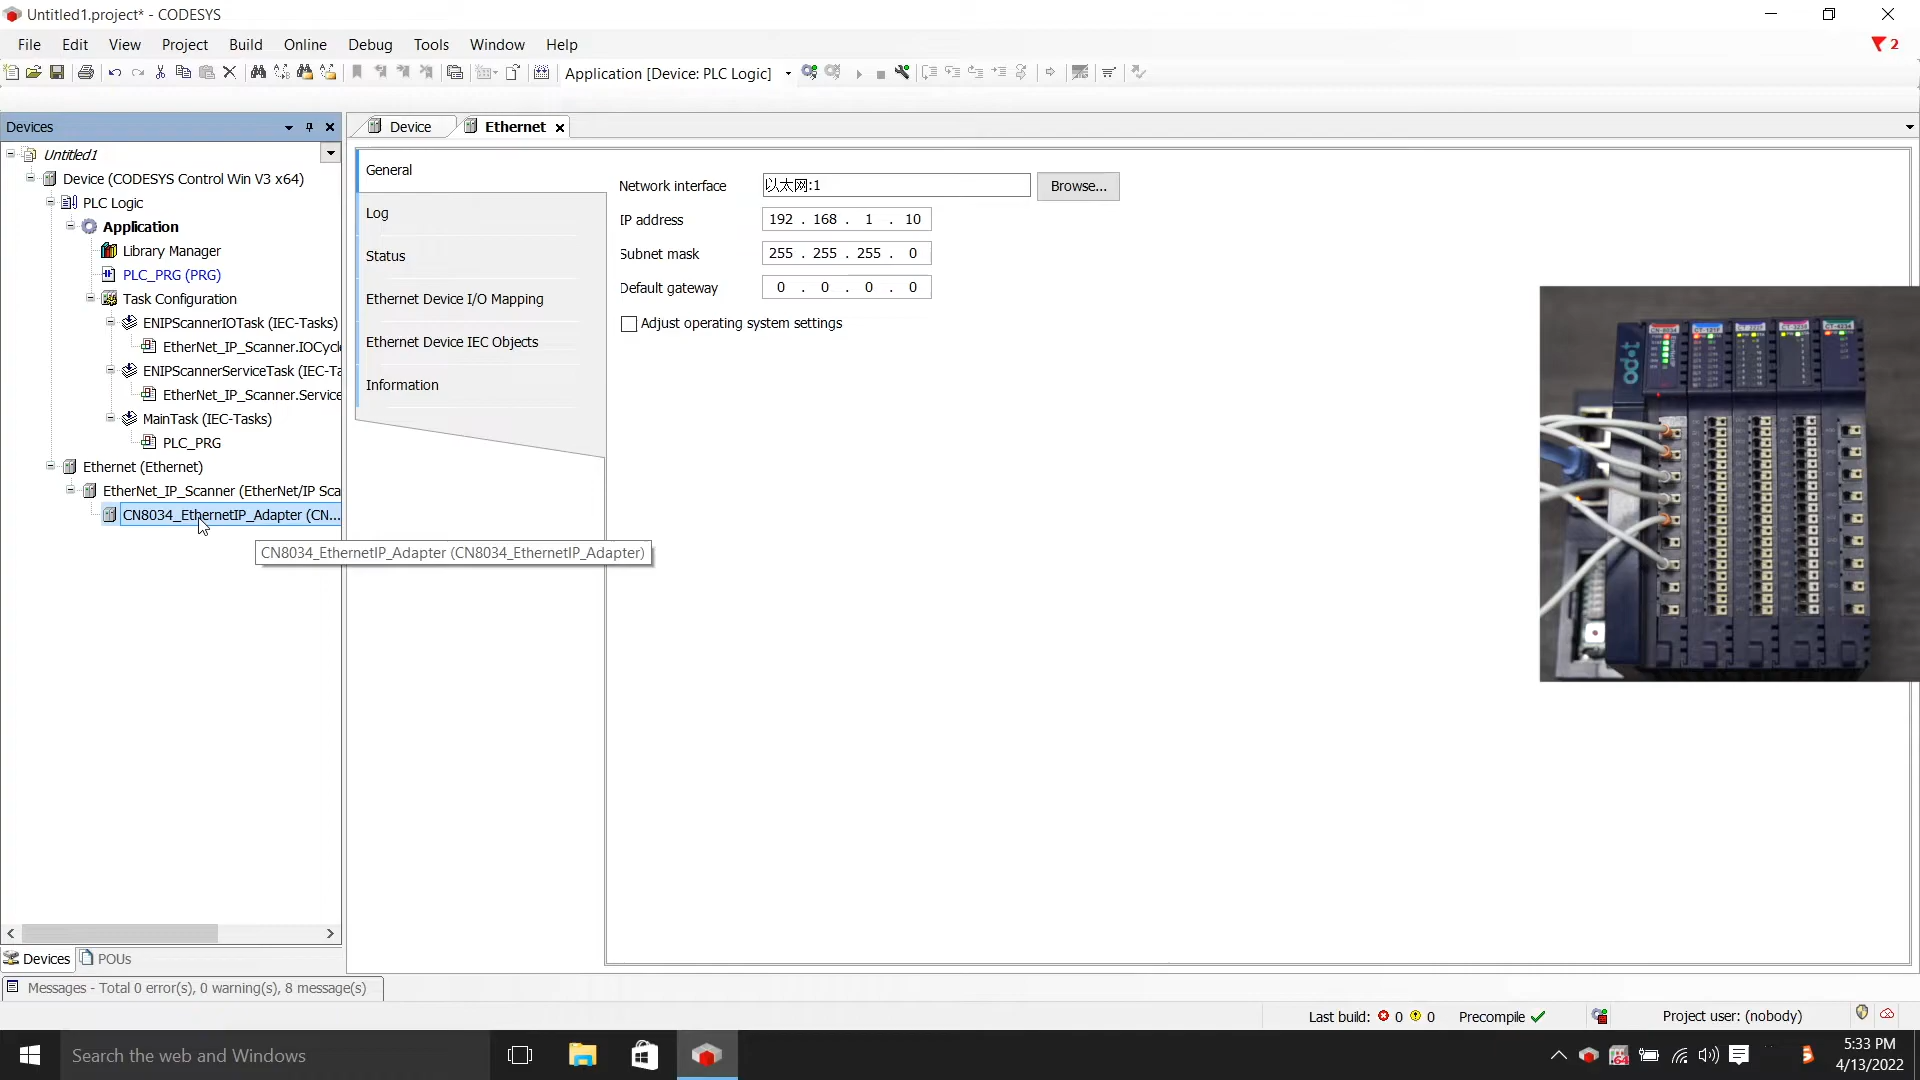 Untitled1.project* - CODESYS
File Edit View Project Build Online Debug Tools Window Help
2
Application [Device: PLC Logic]
Devices
Device
Ethernet
Untitled1
Device (CODESYS Control Win V3 x64)
PLC Logic
Application
Library Manager
PLC_PRG (PRG)
Task Configuration
ENIPScannerIOTask (IEC-Tasks)
EtherNet_IP_Scanner.IOCycl
ENIPScannerServiceTask (IEC-Ta
EtherNet_IP_Scanner.Service
MainTask (IEC-Tasks)
PLC_PRG
Ethernet (Ethernet)
EtherNet_IP_Scanner (EtherNet/IP Sca
CN8034_EthernetIP_Adapter (CN...
CN8034_EthernetIP_Adapter (CN8034_EthernetIP_Adapter)
General
Log
Status
Ethernet Device I/O Mapping
Ethernet Device IEC Objects
Information
Network interface 以太网:1 Browse...
IP address 192 . 168 . 1 . 10
Subnet mask 255 . 255 . 255 . 0
Default gateway 0 . 0 . 0 . 0
Adjust operating system settings
odot
CN-8034
Devices POUs
Messages - Total 0 error(s), 0 warning(s), 8 message(s)
Last build: 0 0 Precompile Project user: (nobody)
Search the web and Windows
64
5:33 PM
4/13/2022